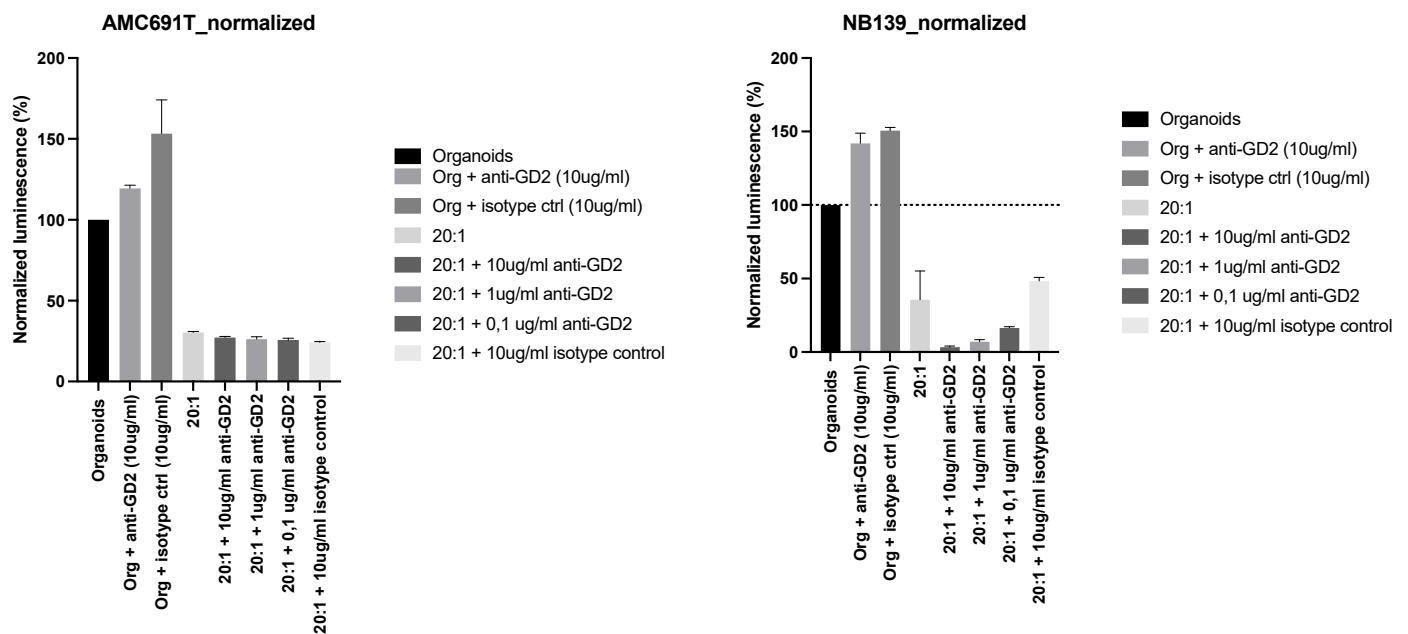 AMC691T_normalized
Normalized luminescence (%)
200
150
100
50
0
Organoids
Org + anti-GD2 (10ug/ml)
Org + isotype ctrl (10ug/ml)
20:1
20:1 + 10ug/ml anti-GD2
20:1 + 1ug/ml anti-GD2
20:1 + 0,1 ug/ml anti-GD2
20:1 + 10ug/ml isotype control
Organoids
Org + anti-GD2 (10ug/ml)
Org + isotype ctrl (10ug/ml)
20:1
20:1 + 10ug/ml anti-GD2
20:1 + 1ug/ml anti-GD2
20:1 + 0,1 ug/ml anti-GD2
20:1 + 10ug/ml isotype control
NB139_normalized
Normalized luminescence (%)
200
150
100
50
0
Organoids
Org + anti-GD2 (10ug/ml)
Org + isotype ctrl (10ug/ml)
20:1
20:1 + 10ug/ml anti-GD2
20:1 + 1ug/ml anti-GD2
20:1 + 0,1 ug/ml anti-GD2
20:1 + 10ug/ml isotype control
Organoids
Org + anti-GD2 (10ug/ml)
Org + isotype ctrl (10ug/ml)
20:1
20:1 + 10ug/ml anti-GD2
20:1 + 1ug/ml anti-GD2
20:1 + 0,1 ug/ml anti-GD2
20:1 + 10ug/ml isotype control